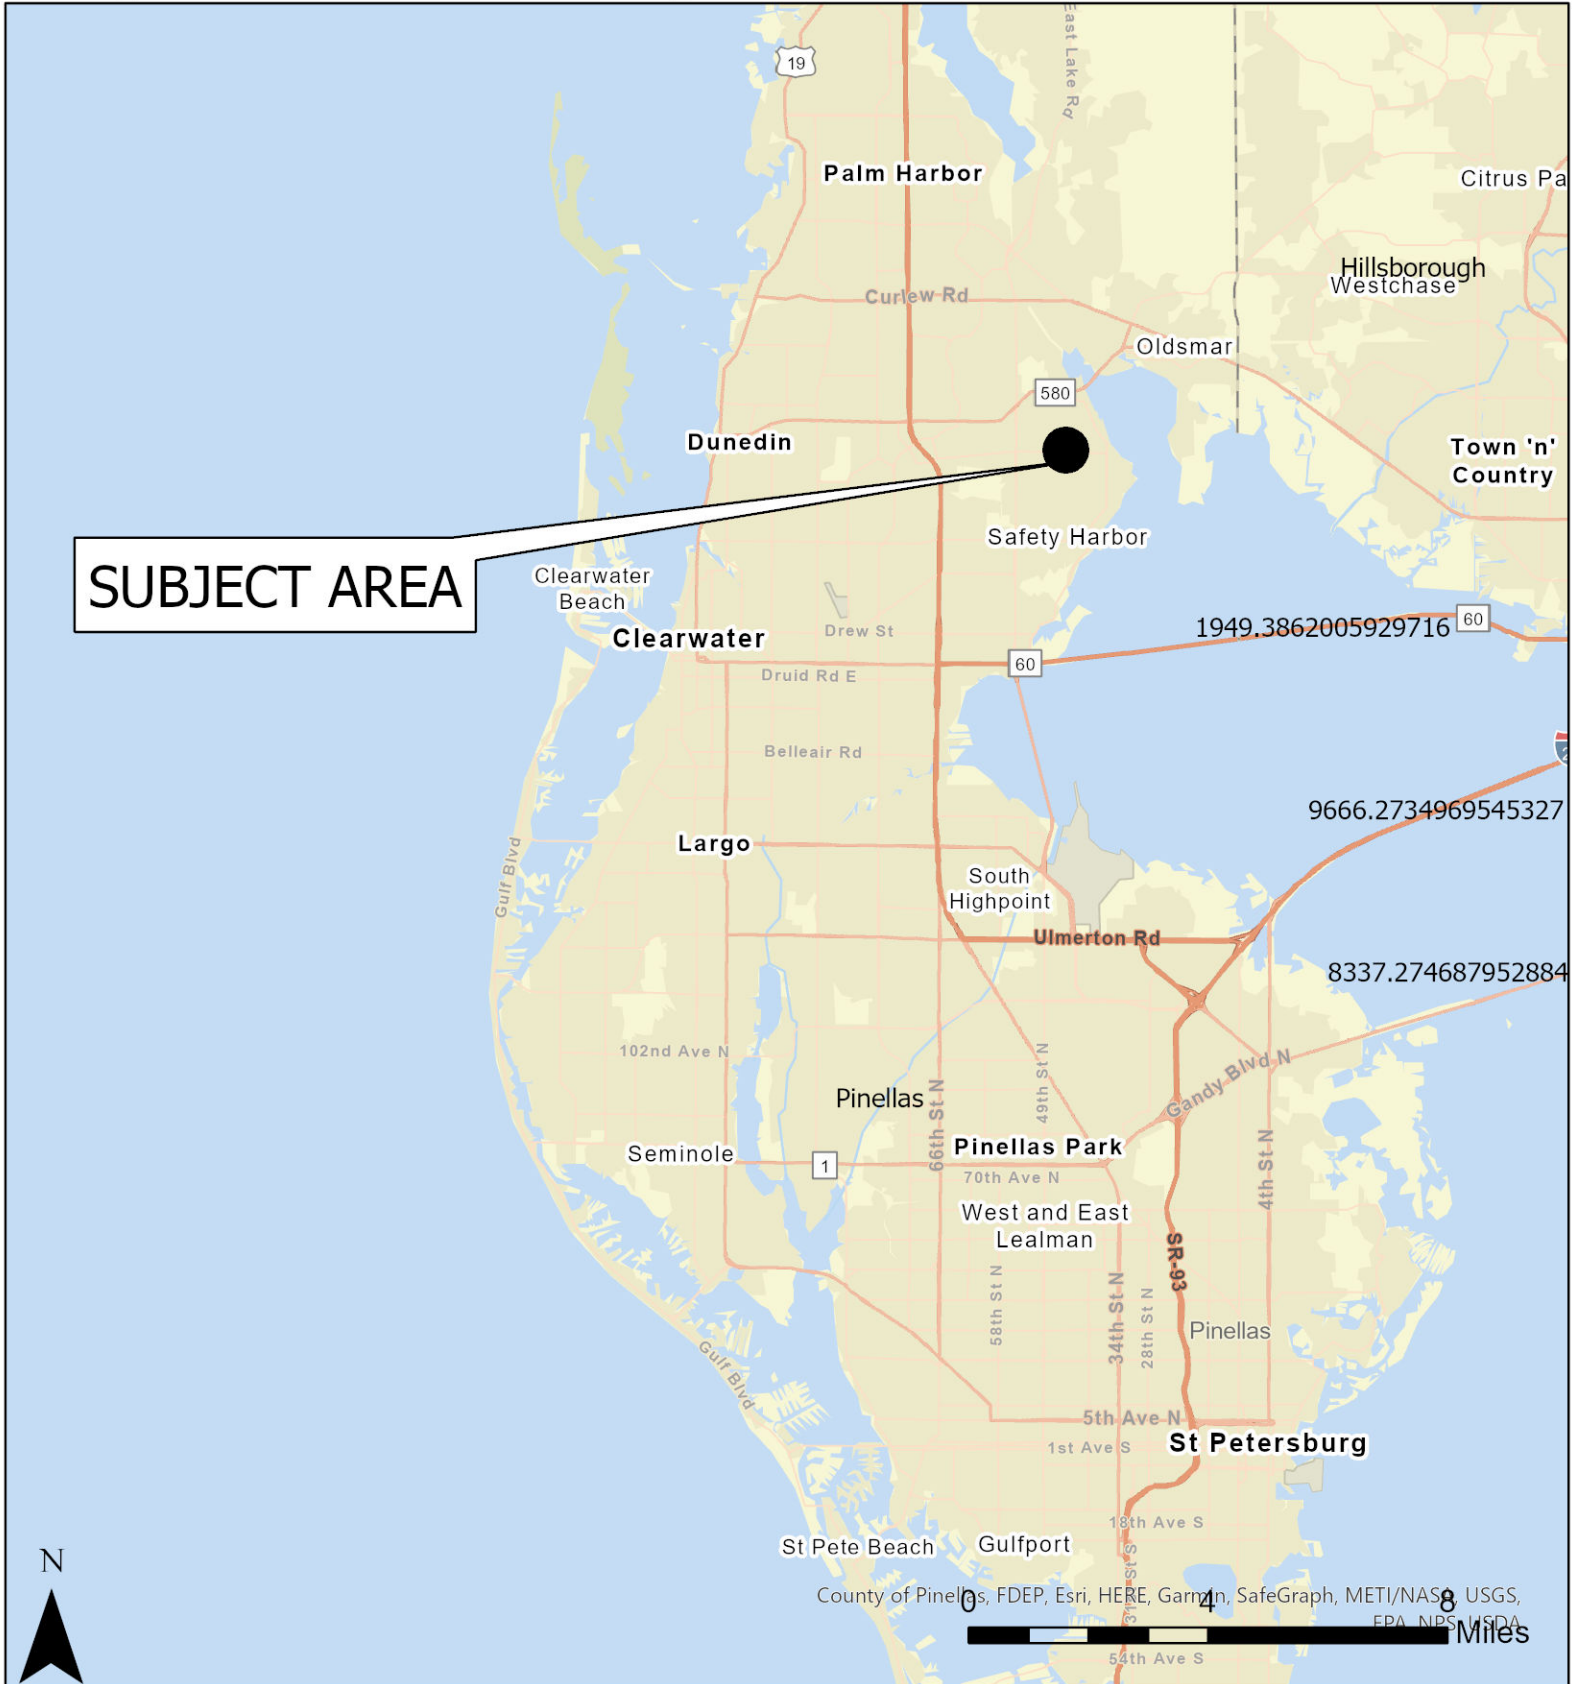 19
East Lake Rd
Palm Harbor
Citrus Pa
Hillsborough
Westchase
Curlew Rd
Oldsmar
580
Dunedin
Town 'n'
Country
Safety Harbor
SUBJECT AREA
Clearwater
Beach
Drew St
1949.3862005929716
60
Clearwater
60
Druid Rd E
Belleair Rd
9666.2734969545327
Largo
Gulf Blvd
South
Highpoint
Ulmerton Rd
8337.274687952884
102nd Ave N
49th St N
Gandy Blvd N
Pinellas
66th St N
Pinellas Park
4th St N
Seminole
1
70th Ave N
West and East
Lealman
SR-93
58th St N
34th St N
28th St N
Pinellas
Gulf Blvd
5th Ave N
St Petersburg
1st Ave S
18th Ave S
St Pete Beach
Gulfport
N
County of Pinellas, FDEP, Esri, HERE, Garmin, SafeGraph, METI/NASA, USGS,
EPA, NPS, USDA
0 4 8
Miles
54th Ave S